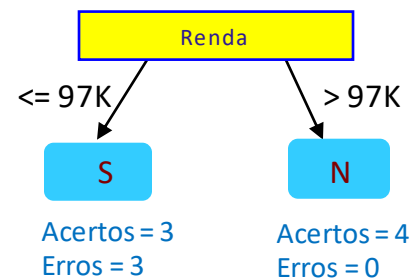 Renda
<= 97K
> 97K
S
N
Acertos = 3
Erros = 3
Acertos = 4
Erros = 0